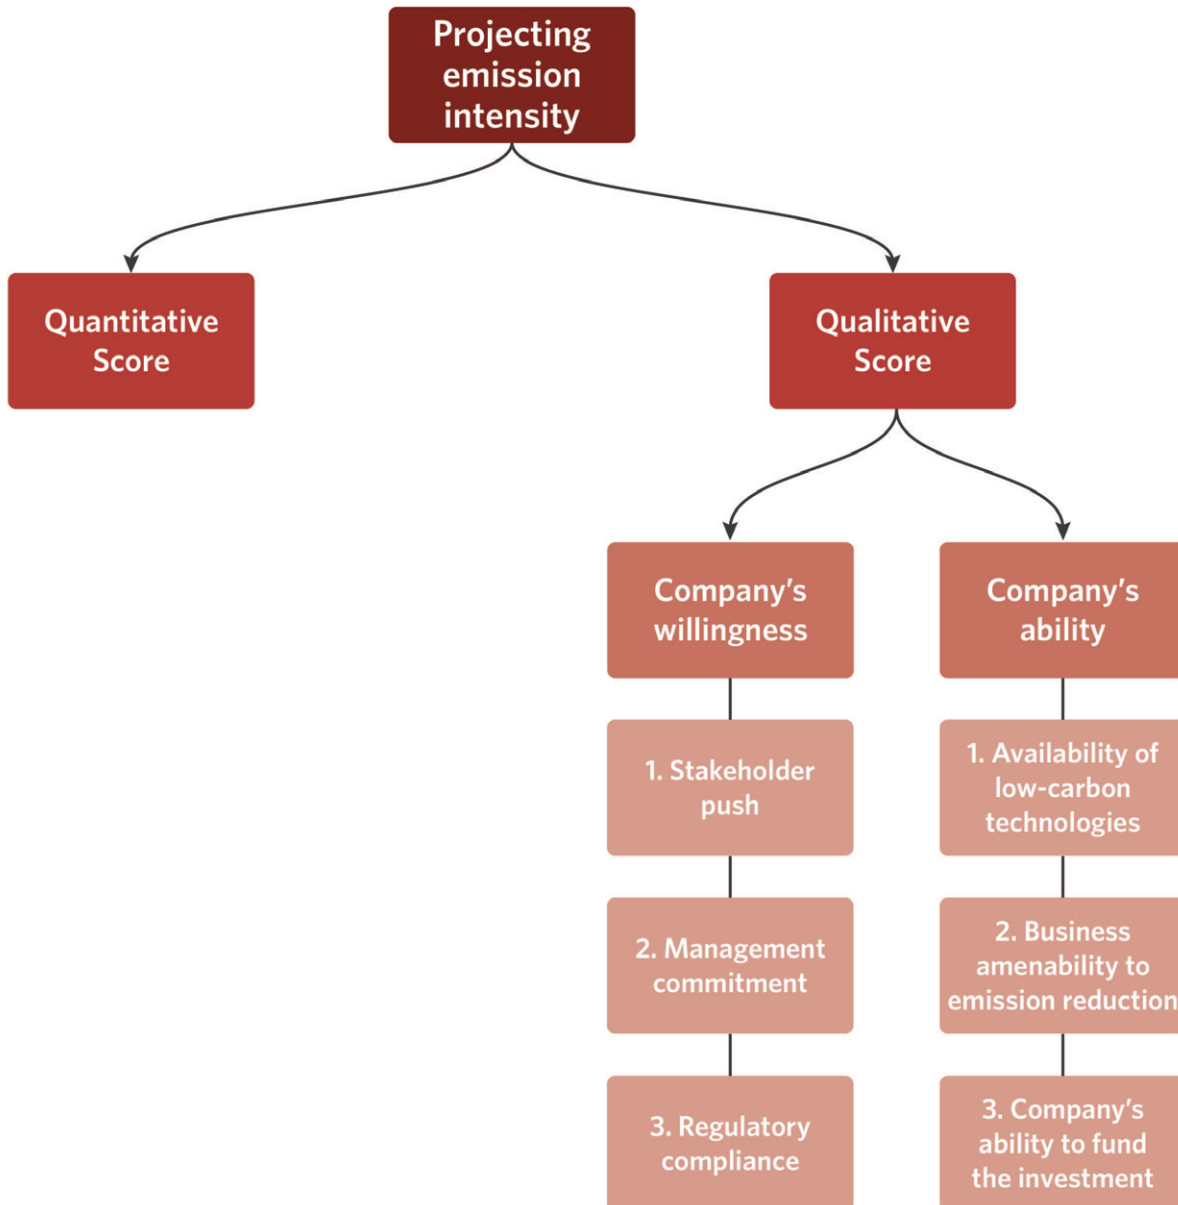 Projecting
emission
intensity
Quantitative
Score
Qualitative
Score
Company’s
willingness
Company’s
ability
1. Stakeholder
push
1. Availability of
low-carbon
technologies
2. Management
commitment
2. Business
amenability to
emission reduction
3. Regulatory
compliance
3. Company’s
ability to fund
the investment